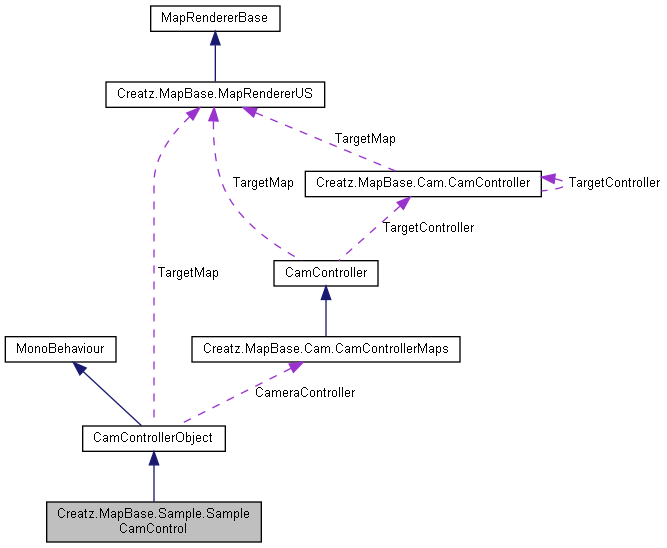 MapRendererBase
Creatz.MapBase.MapRendererUS
TargetMap
TargetMap
Creatz.MapBase.Cam.CamController
TargetController
TargetController
CamController
TargetMap
MonoBehaviour
Creatz.MapBase.Cam.CamControllerMaps
CameraController
CamControllerObject
Creatz.MapBase.Sample.Sample
CamControl